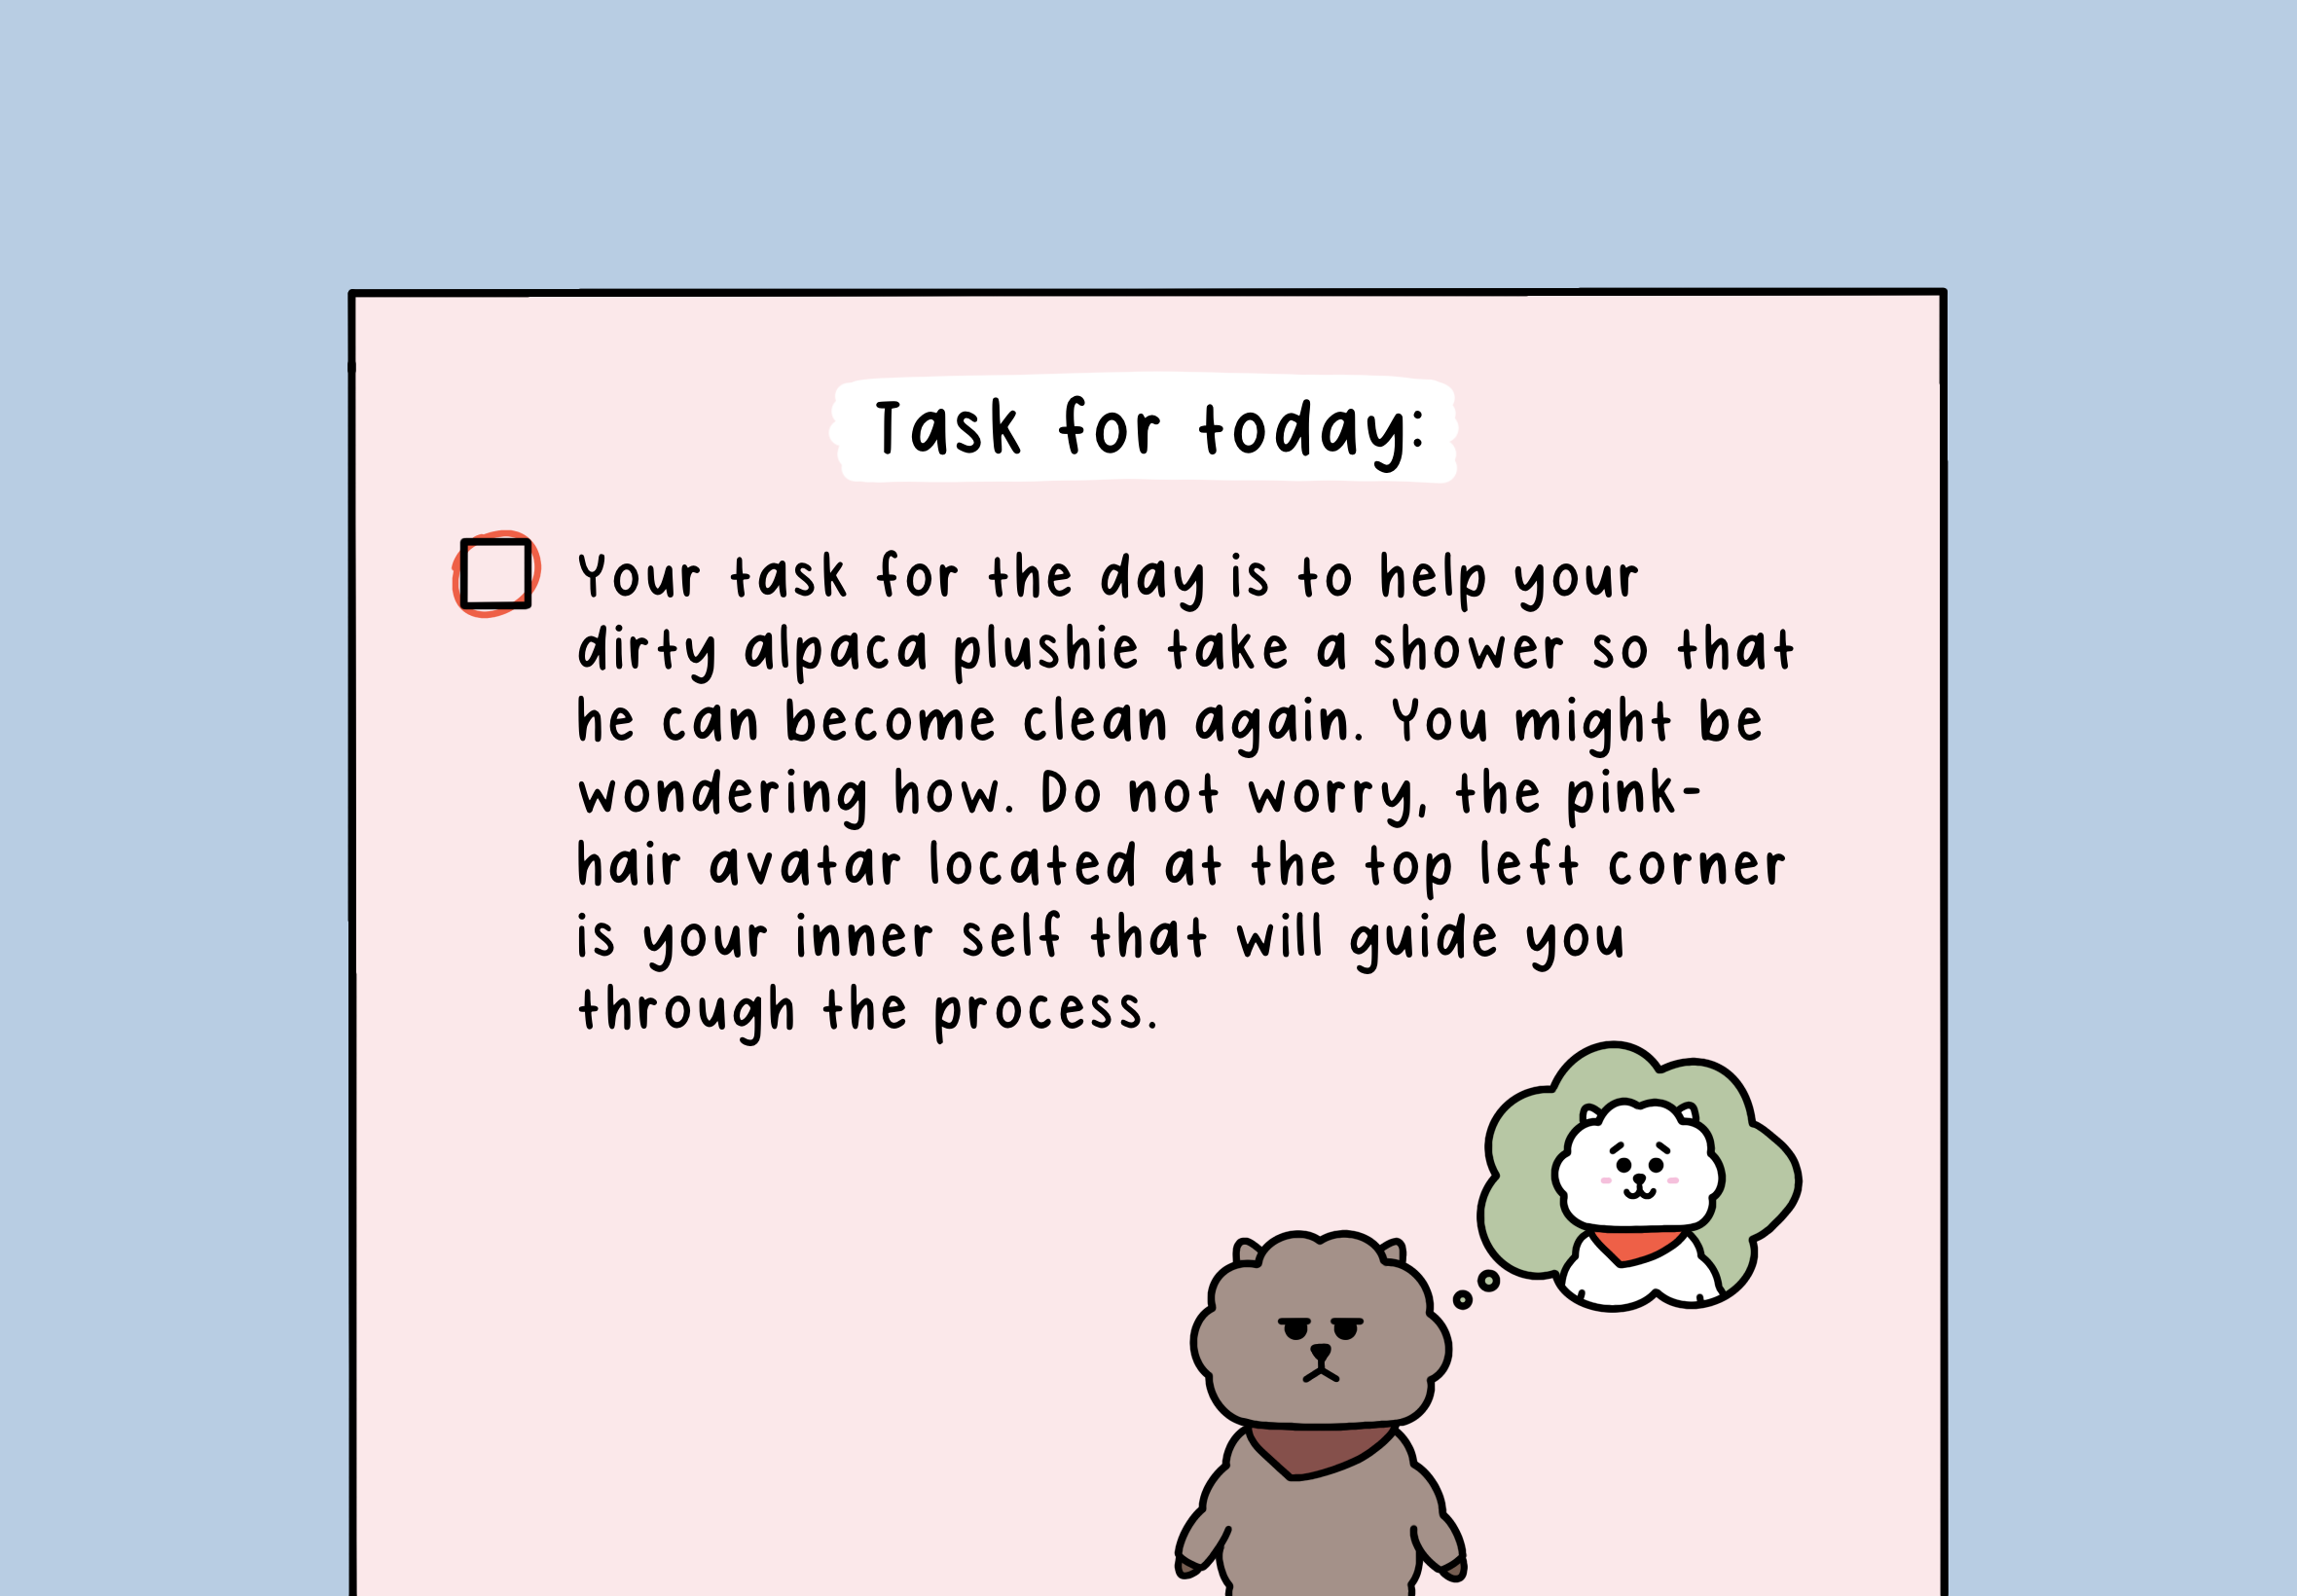 Task for today:
Your task for the day is to help your
dirty alpaca plushie take a shower so that
he can become clean again. You might be
wondering how. Do not worry, the pink-
hair avatar located at the top left corner
is your inner self that will guide you
through the process.